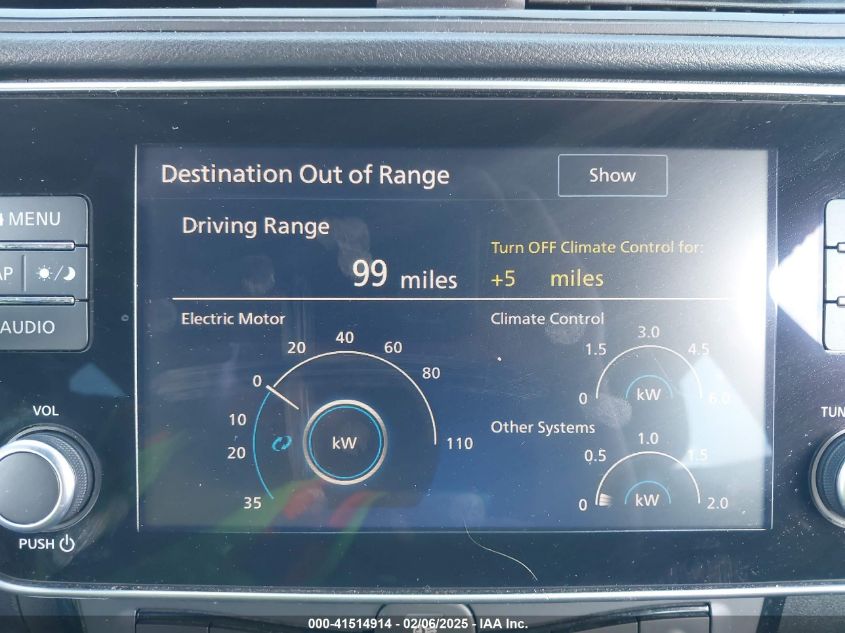 Destination Out of Range
Show
MENU
Driving Range
Turn OFF Climate Control for:
99 miles
+5 miles
AP
AUDIO
Electric Motor
Climate Control
0
10
20
35
20
40
60
80
110
kW
0
1.5
3.0
4.5
6.0
kW
Other Systems
0
0.5
1.0
1.5
2.0
kW
VOL
TUN
PUSH
000-41514914 - 02/06/2025 - IAA Inc.